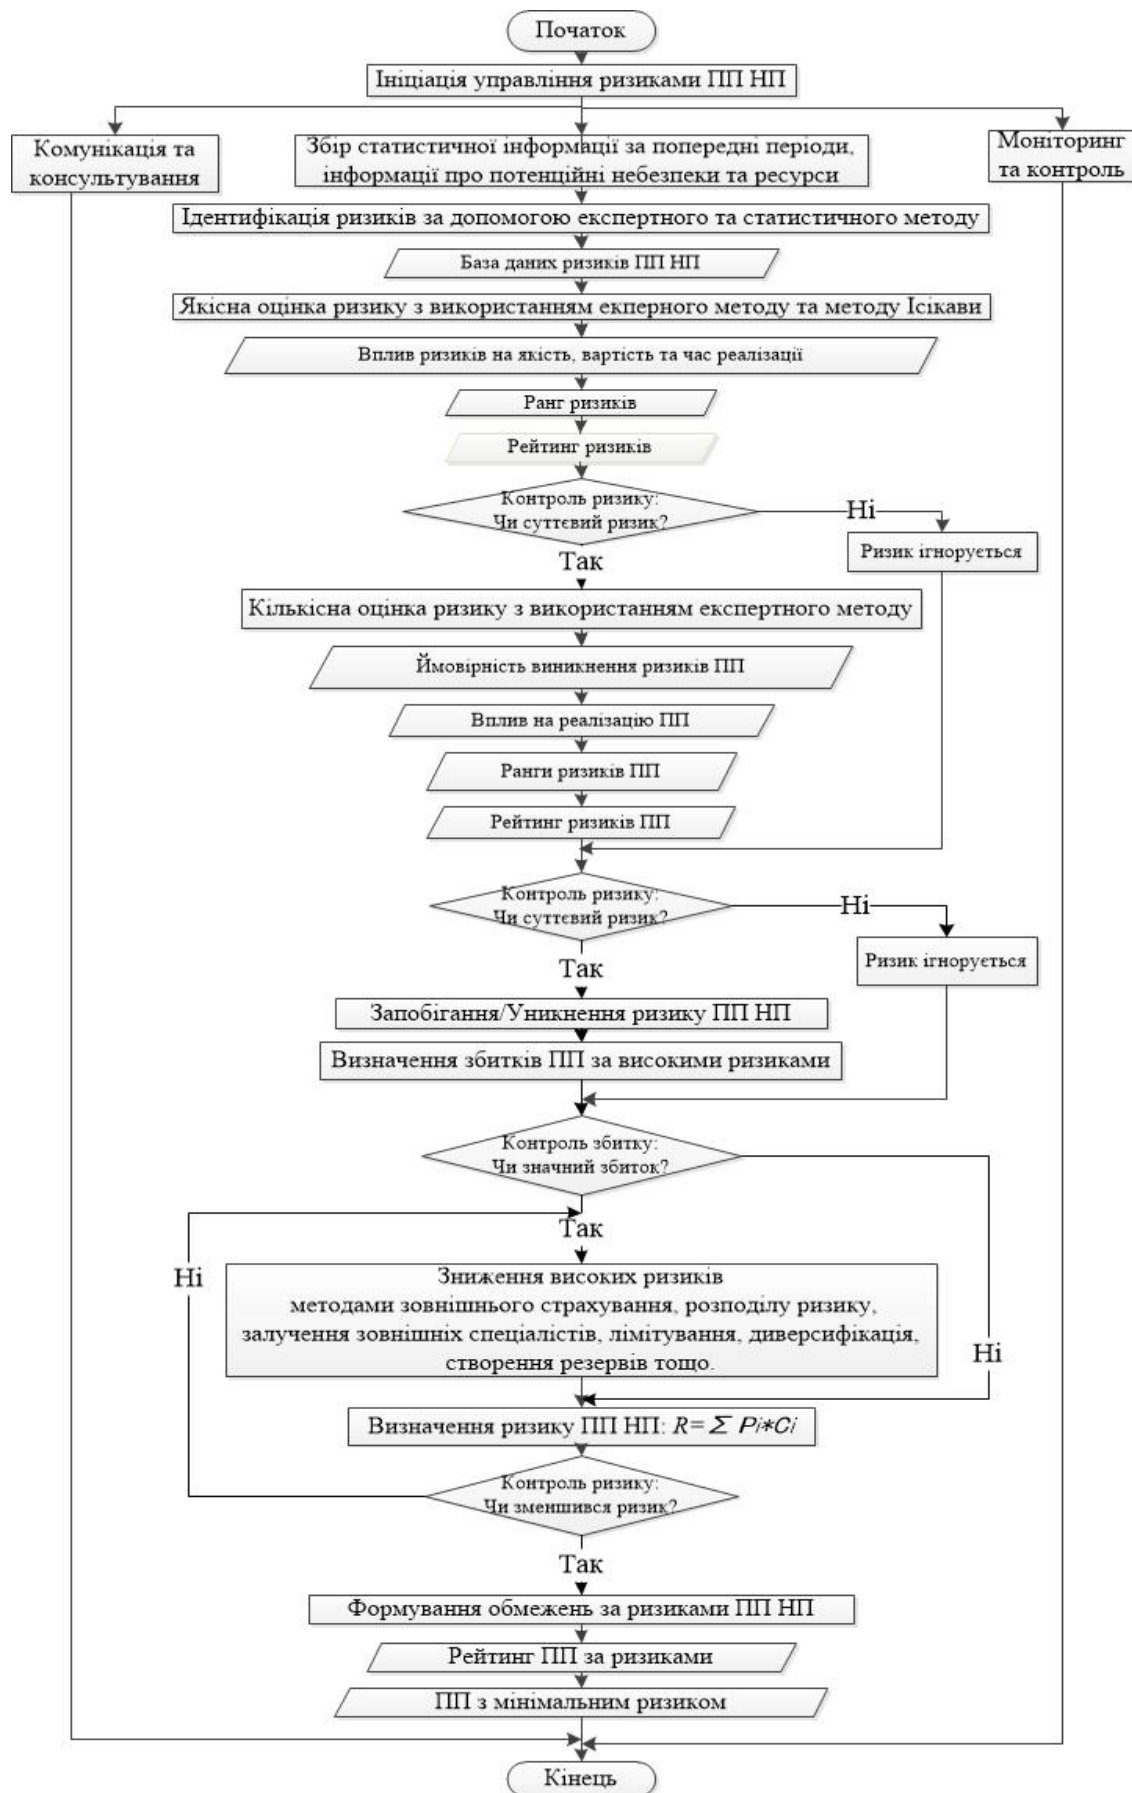 Початок
Ініціація управління ризиками ПП НП
Комунікація та
консультування
Збір статистичної інформації за попередні періоди,
інформації про потенційні небезпеки та ресурси
Моніторинг
та контроль
Ідентифікація ризиків за допомогою експертного та статистичного методу
База даних ризиків ПП НП
Якісна оцінка ризику з використанням екперного методу та методу Ісікави
Вплив ризиків на якість, вартість та час реалізації
Ранг ризиків
Рейтинг ризиків
Контроль ризику:
Чи суттєвий ризик?
Ні
Ризик ігнорується
Так
Кількісна оцінка ризику з використанням експертного методу
Ймовірність виникнення ризиків ПП
Вплив на реалізацію ПП
Ранги ризиків ПП
Рейтинг ризиків ПП
Контроль ризику:
Чи суттєвий ризик?
Ні
Ризик ігнорується
Так
Запобігання/Уникнення ризику ПП НП
Визначення збитків ПП за високими ризиками
Контроль збитку:
Чи значний збиток?
Так
Ні
Зниження високих ризиків
методами зовнішнього страхування, розподілу ризику,
залучення зовнішніх спеціалістів, лімітування, диверсифікація,
створення резервів тощо.
Ні
Визначення ризику ПП НП: R= ∑ Pi*Ci
Контроль ризику:
Чи зменшився ризик?
Так
Формування обмежень за ризиками ПП НП
Рейтинг ПП за ризиками
ПП з мінімальним ризиком
Кінець